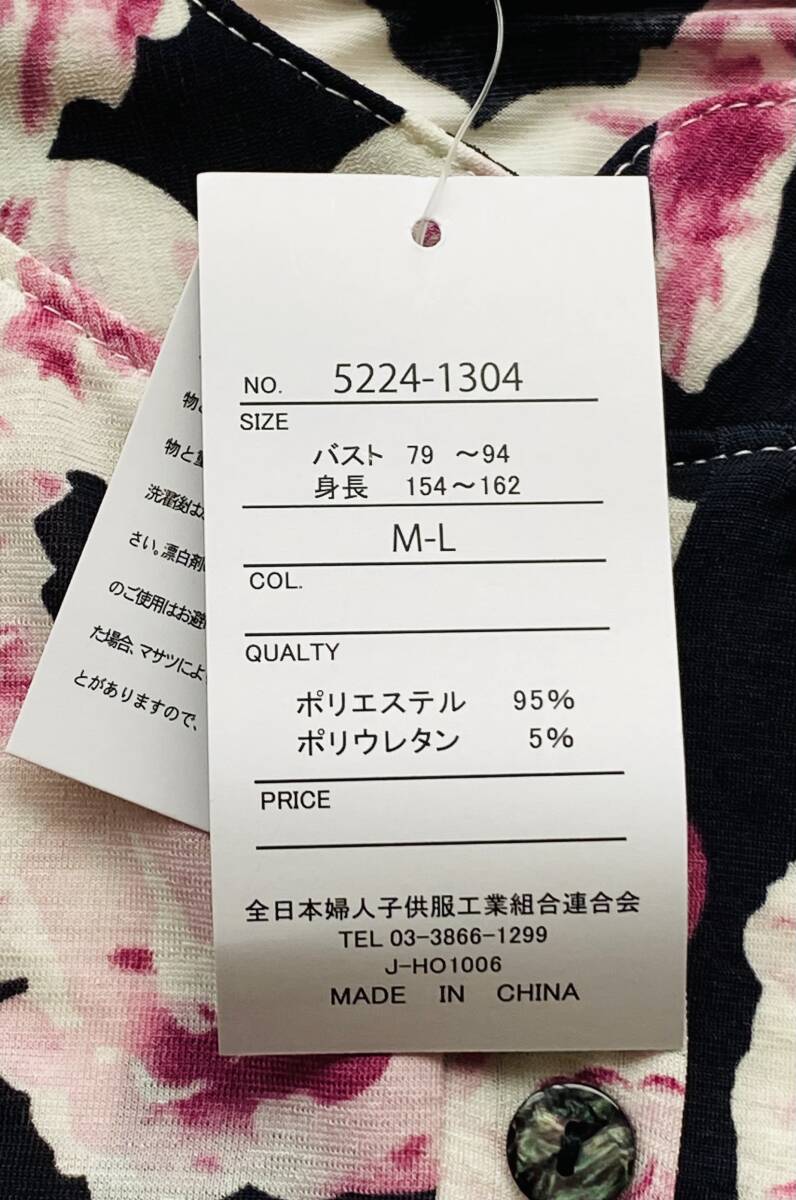 NO. 5224-1304
SIZE
バスト 79 ～94
身長 154～162
M-L
COL.
QUALTY
ポリエステル 95%
ポリウレタン 5%
PRICE
全日本婦人子供服工業組合連合会
TEL 03-3866-1299
J-HO1006
MADE IN CHINA
物と
洗濯後は
さい。漂白剤
のご使用はお避
た場合、マサツによ
とがありますので、